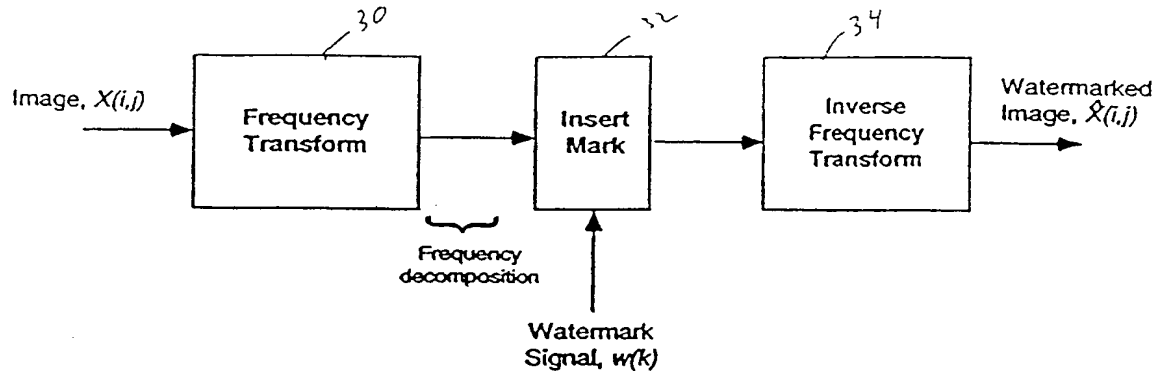 30
32
34
Image, X(i,j)
Frequency
Transform
Insert
Mark
Inverse
Frequency
Transform
Watermarked
Image, X̂(i,j)
Frequency
decomposition
Watermark
Signal, w(k)